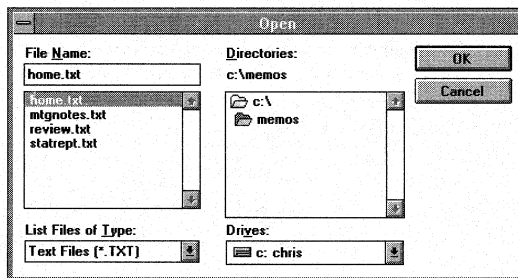 Open
File Name:
home.txt
home.txt
mtgnotes.txt
review.txt
statrept.txt
List Files of Type:
Text Files (*.TXT)
Directories:
c:\memos
c:\
memos
Drives:
c: chris
OK
Cancel